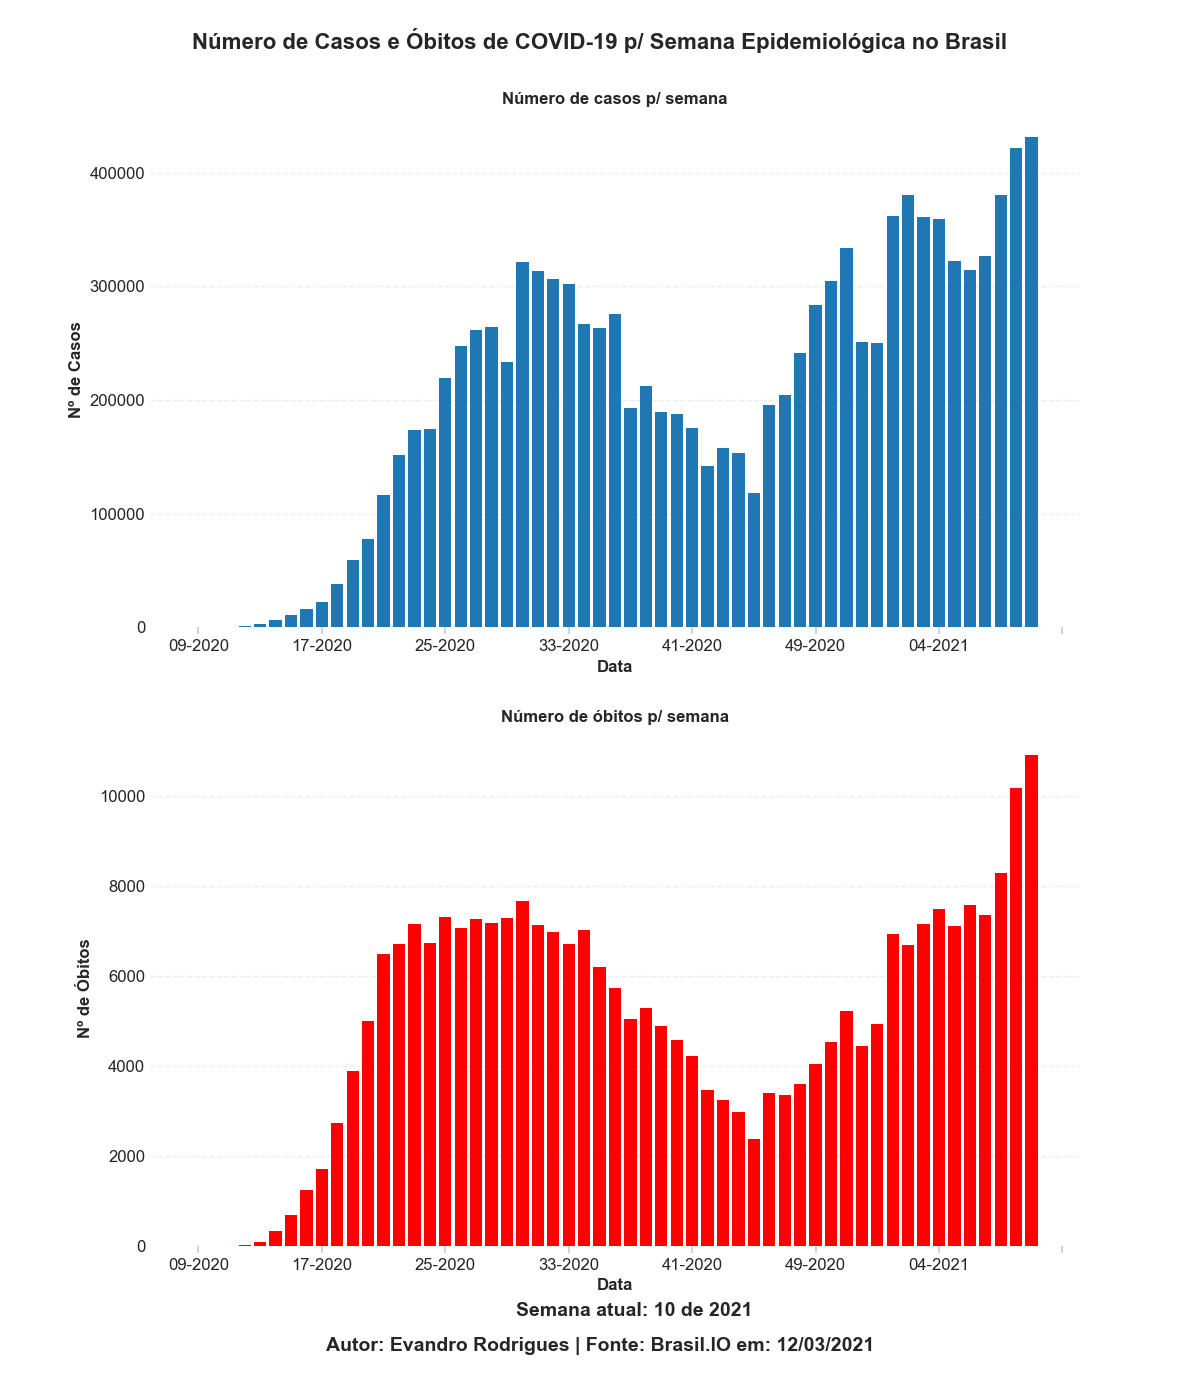 Número de Casos e Óbitos de COVID-19 p/ Semana Epidemiológica no Brasil
Número de casos p/ semana
400000
300000
200000
100000
0
Nº de Casos
09-2020 17-2020 25-2020 33-2020 41-2020 49-2020 04-2021
Data
Número de óbitos p/ semana
10000
8000
6000
4000
2000
0
Nº de Óbitos
09-2020 17-2020 25-2020 33-2020 41-2020 49-2020 04-2021
Data
Semana atual: 10 de 2021
Autor: Evandro Rodrigues | Fonte: Brasil.IO em: 12/03/2021